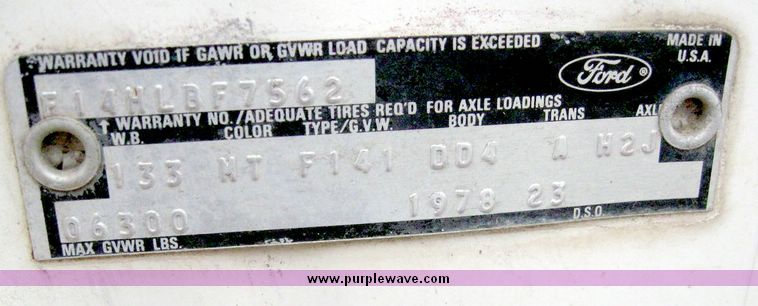 WARRANTY VOID IF GAWR OR GVWR LOAD CAPACITY IS EXCEEDED
MADE IN
U.S.A.
Ford ®
F14HLBF7562
WARRANTY NO./ADEQUATE TIRES REQ'D FOR AXLE LOADINGS
W.B. COLOR TYPE/G.V.W. BODY TRANS AXLE
133 MT F141 DD4 A H2J
06300 1978 23
MAX GVWR LBS. D.S.O
www.purplewave.com